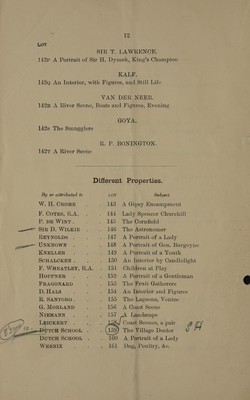 12
LOT
SIR T. LAWRENCE.
142P A Portrait of Sir H. Dymok, King's Champion
KALF.
142Q An Interior, with Figures, and Still Life
VAN DER NEER.
142R A River Scene, Boats and Figures, Evening
GOYA.
142S The Smugglers
R. P. BONINGTON.
142T A River Scene
Different Properties.
By or attributed to LOT Subject
W. H. CROME . . 143 A Gipsy Encampment
F. COTES, R.A. . 144 Lady Spencer Churchill
P. DE WINT . . 145 The Cornfield
SIR D. WILKIE . 146 The Astronomer
REYNOLDS . . 147 A Portrait of a Lady
UNKNOWN . . 148 A Portrait of Gen. Burgoyne
KNELLER . . 149 A Portrait of a Youth
SCHALCKEN . . 150 An Interior by Candlelight
F. WHEATLEY, R.A. 151 Children at Play
HOPPNER . . 152 A Portrait of a Gentleman
FRAGONARD . . 153 The Fruit Gatherers
D. HALS . . 154 An Interior and Figures
R. SANTORO . . 155 The Lagoons, Venice
G. MORLAND . . 156 A Coast Scene
NIEMANN . . 157 A Landscape
LEICKERT . . 158 Coast Scenes, a pair
DUTCH SCHOOL . 159 The Village Doctor
DUTCH SCHOOL . 160 A Portrait of a Lady
WEENIX . . 161 Dog, Poultry, &c.